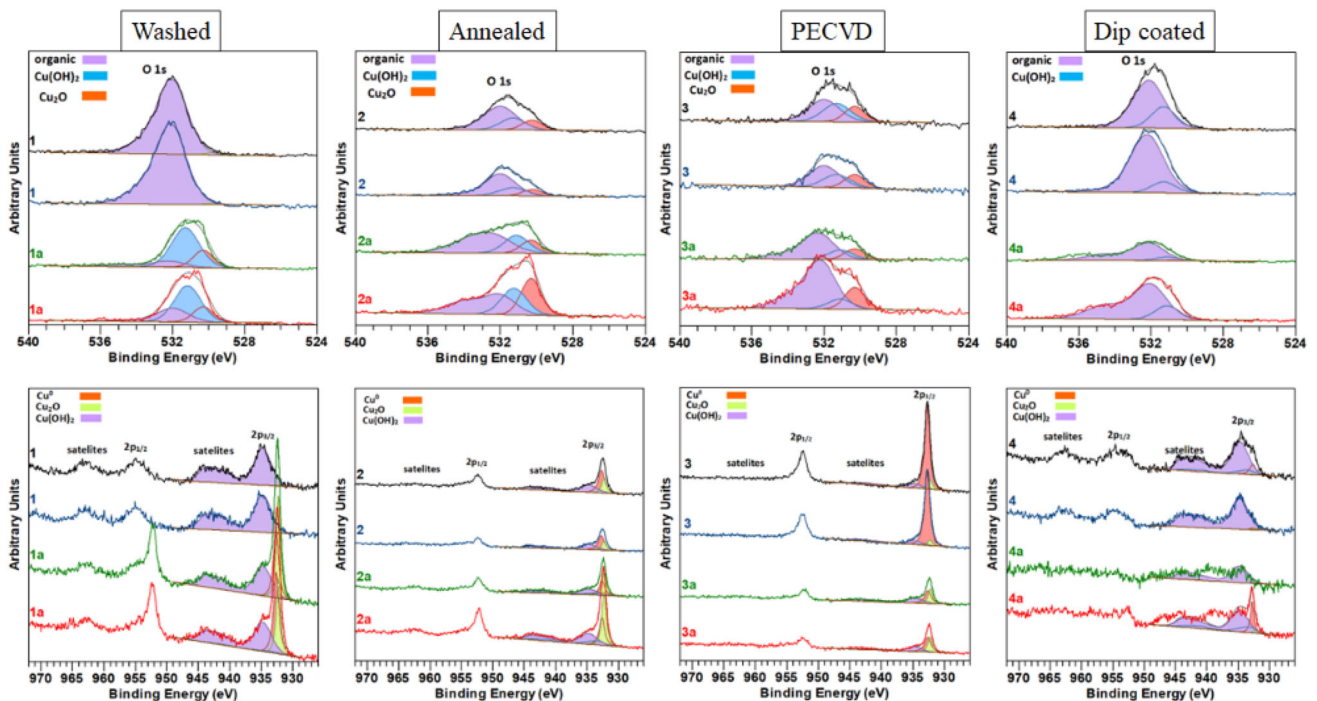 Washed
organic
Cu(OH)₂
Cu₂O
O 1s
1
1
1a
1a
Arbitrary Units
540 536 532 528 524
Binding Energy (eV)
Annealed
organic
Cu(OH)₂
Cu₂O
O 1s
2
2
2a
2a
Arbitrary Units
540 536 532 528 524
Binding Energy (eV)
PECVD
organic
Cu(OH)₂
Cu₂O
O 1s
3
3
3a
3a
Arbitrary Units
540 536 532 528 524
Binding Energy (eV)
Dip coated
organic
Cu(OH)₂
O 1s
4
4
4a
4a
Arbitrary Units
540 536 532 528 524
Binding Energy (eV)
Cu⁰
Cu₂O
Cu(OH)₂
satelites 2p₁/₂ satelites 2p₃/₂
1
1
1a
1a
Arbitrary Units
970 965 960 955 950 945 940 935 930
Binding Energy (eV)
Cu⁰
Cu₂O
Cu(OH)₂
satelites 2p₁/₂ satelites 2p₃/₂
2
2
2a
2a
Arbitrary Units
970 965 960 955 950 945 940 935 930
Binding Energy (eV)
Cu⁰
Cu₂O
Cu(OH)₂
satelites 2p₁/₂ satelites 2p₃/₂
3
3
3a
3a
Arbitrary Units
970 965 960 955 950 945 940 935 930
Binding Energy (eV)
Cu⁰
Cu₂O
Cu(OH)₂
satelites 2p₁/₂ satelites 2p₃/₂
4
4
4a
4a
Arbitrary Units
970 965 960 955 950 945 940 935 930
Binding Energy (eV)